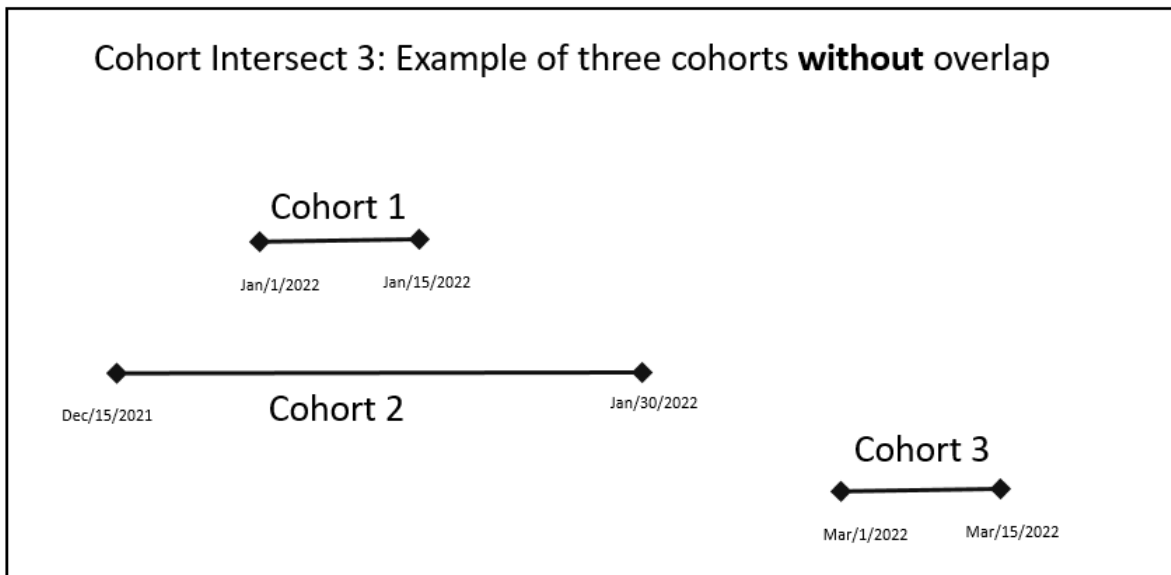 Cohort Intersect 3: Example of three cohorts without overlap
Cohort 1
Jan/1/2022
Jan/15/2022
Cohort 2
Dec/15/2021
Jan/30/2022
Cohort 3
Mar/1/2022
Mar/15/2022